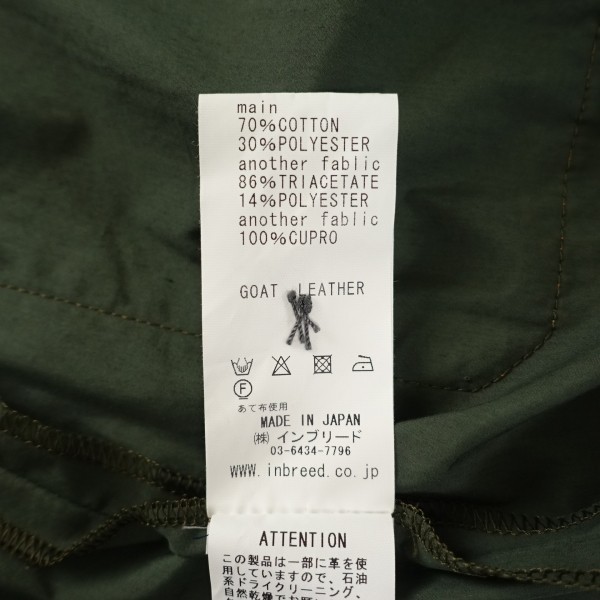 main
70%COTTON
30%POLYESTER
another fablic
86%TRIACETATE
14%POLYESTER
another fablic
100%CUPRO
GOAT LEATHER
F
あて布使用
MADE IN JAPAN
㈱ インブリード
03-6434-7796
www.inbreed.co.jp
ATTENTION
この製品は一部に革を使
用していますので、石油
系ドライクリーニング、